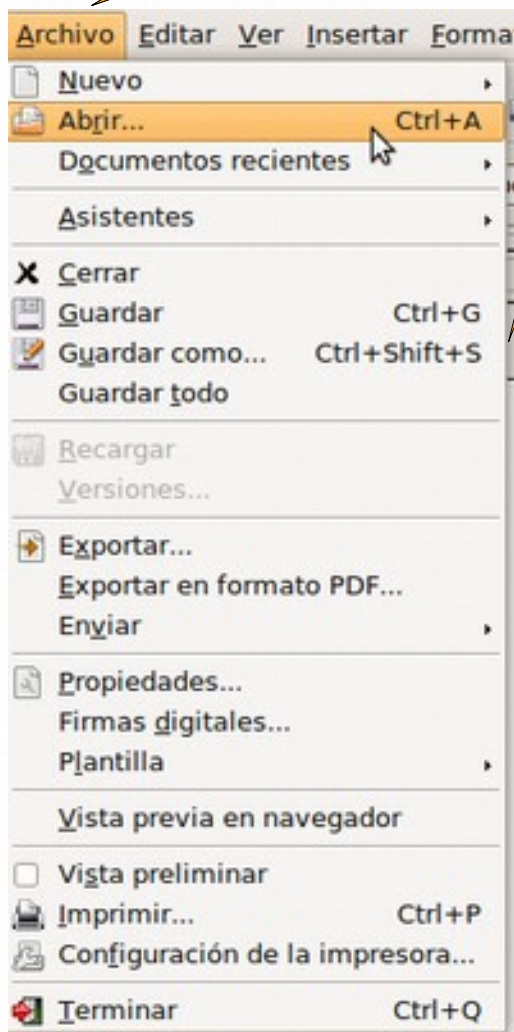 Archivo Editar Ver Insertar Forma
Nuevo
Abrir... Ctrl+A
Documentos recientes
Asistentes
Cerrar
Guardar Ctrl+G
Guardar como... Ctrl+Shift+S
Guardar todo
Recargar
Versiones...
Exportar...
Exportar en formato PDF...
Enviar
Propiedades...
Firmas digitales...
Plantilla
Vista previa en navegador
Vista preliminar
Imprimir... Ctrl+P
Configuración de la impresora...
Terminar Ctrl+Q